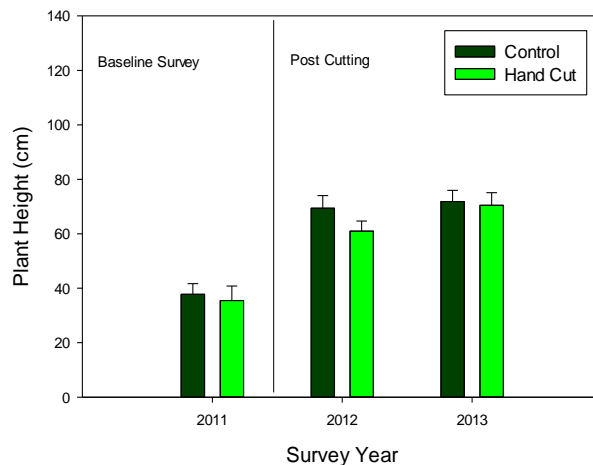 140
120
100
80
60
40
20
0
Plant Height (cm)
Baseline Survey
Post Cutting
Control
Hand Cut
2011
2012
2013
Survey Year